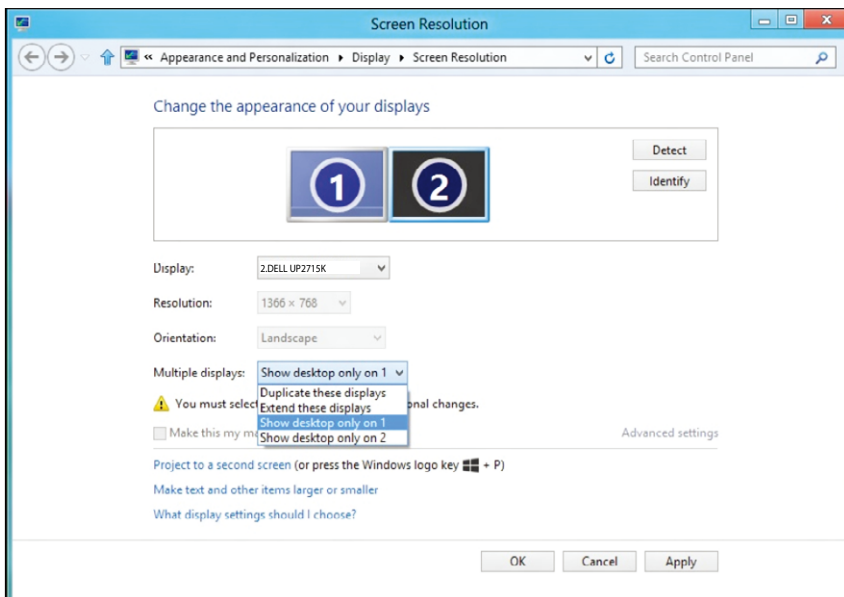 Screen Resolution
« Appearance and Personalization ▸ Display ▸ Screen Resolution
Search Control Panel
Change the appearance of your displays
1
2
Detect
Identify
Display: 2.DELL UP2715K
Resolution: 1366 × 768
Orientation: Landscape
Multiple displays: Show desktop only on 1
Duplicate these displays
You must selec
onal changes.
Extend these displays
Show desktop only on 1
Make this my m
Show desktop only on 2
Advanced settings
Project to a second screen (or press the Windows logo key + P)
Make text and other items larger or smaller
What display settings should I choose?
OK Cancel Apply